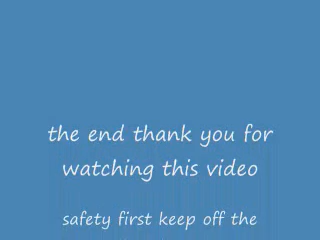 the end thank you for
watching this video
safety first keep off the